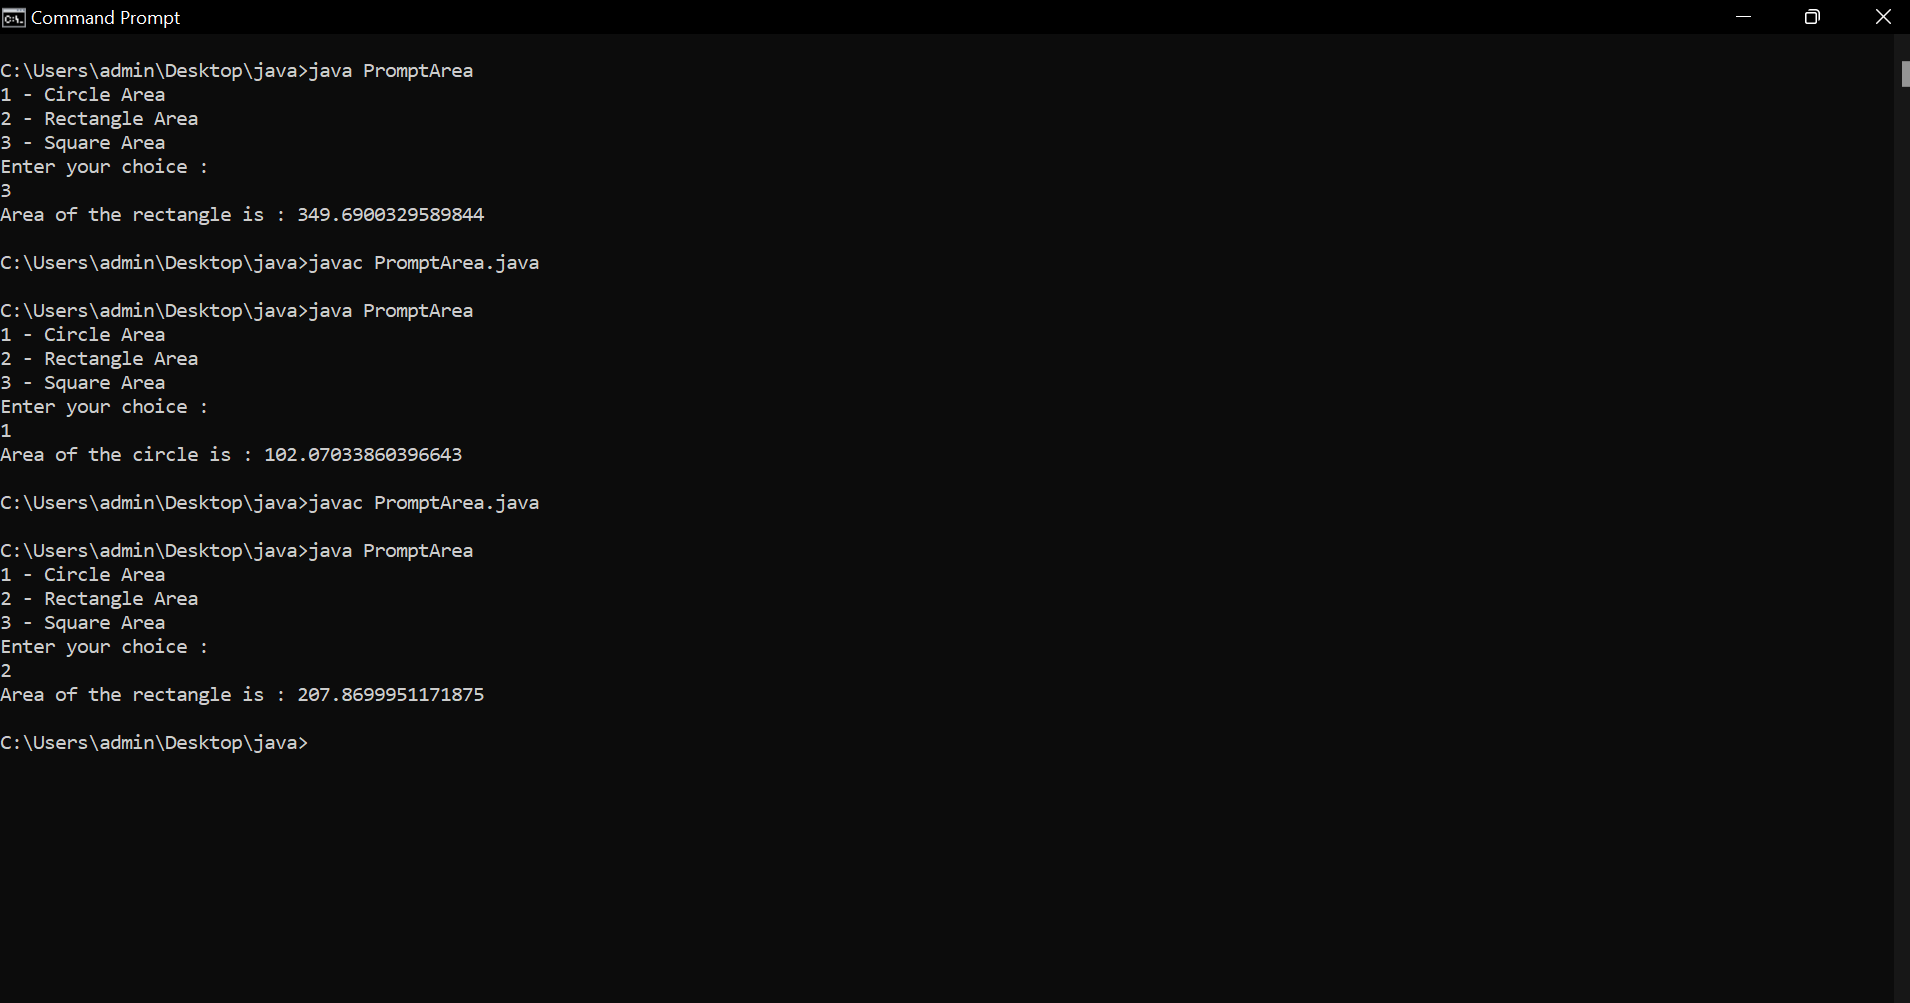 Command Prompt
C:\Users\admin\Desktop\java>java PromptArea
1 - Circle Area
2 - Rectangle Area
3 - Square Area
Enter your choice :
3
Area of the rectangle is : 349.6900329589844
C:\Users\admin\Desktop\java>javac PromptArea.java
C:\Users\admin\Desktop\java>java PromptArea
1 - Circle Area
2 - Rectangle Area
3 - Square Area
Enter your choice :
1
Area of the circle is : 102.07033860396643
C:\Users\admin\Desktop\java>javac PromptArea.java
C:\Users\admin\Desktop\java>java PromptArea
1 - Circle Area
2 - Rectangle Area
3 - Square Area
Enter your choice :
2
Area of the rectangle is : 207.8699951171875
C:\Users\admin\Desktop\java>